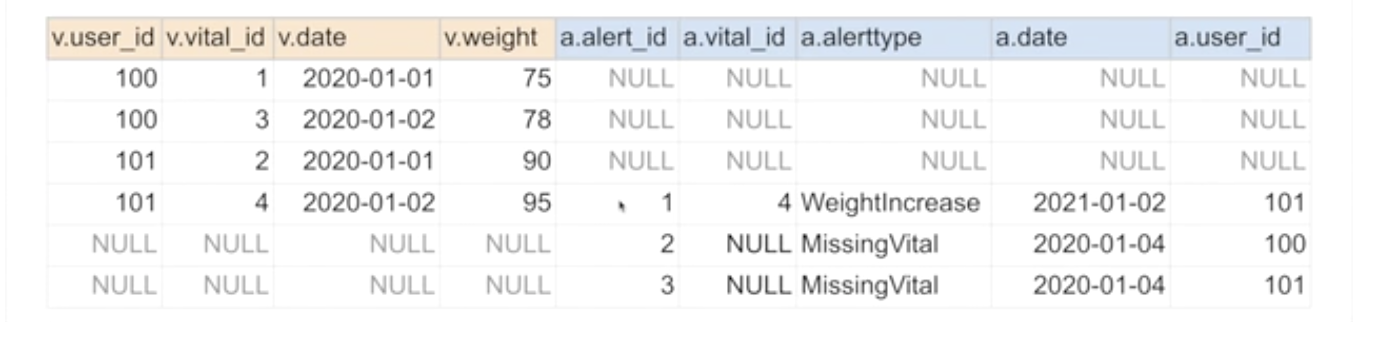 v.user_id v.vital_id v.date v.weight a.alert_id a.vital_id a.alerttype a.date a.user_id
100 1 2020-01-01 75 NULL NULL NULL NULL NULL
100 3 2020-01-02 78 NULL NULL NULL NULL NULL
101 2 2020-01-01 90 NULL NULL NULL NULL NULL
101 4 2020-01-02 95 1 4 WeightIncrease 2021-01-02 101
NULL NULL NULL NULL 2 NULL MissingVital 2020-01-04 100
NULL NULL NULL NULL 3 NULL MissingVital 2020-01-04 101